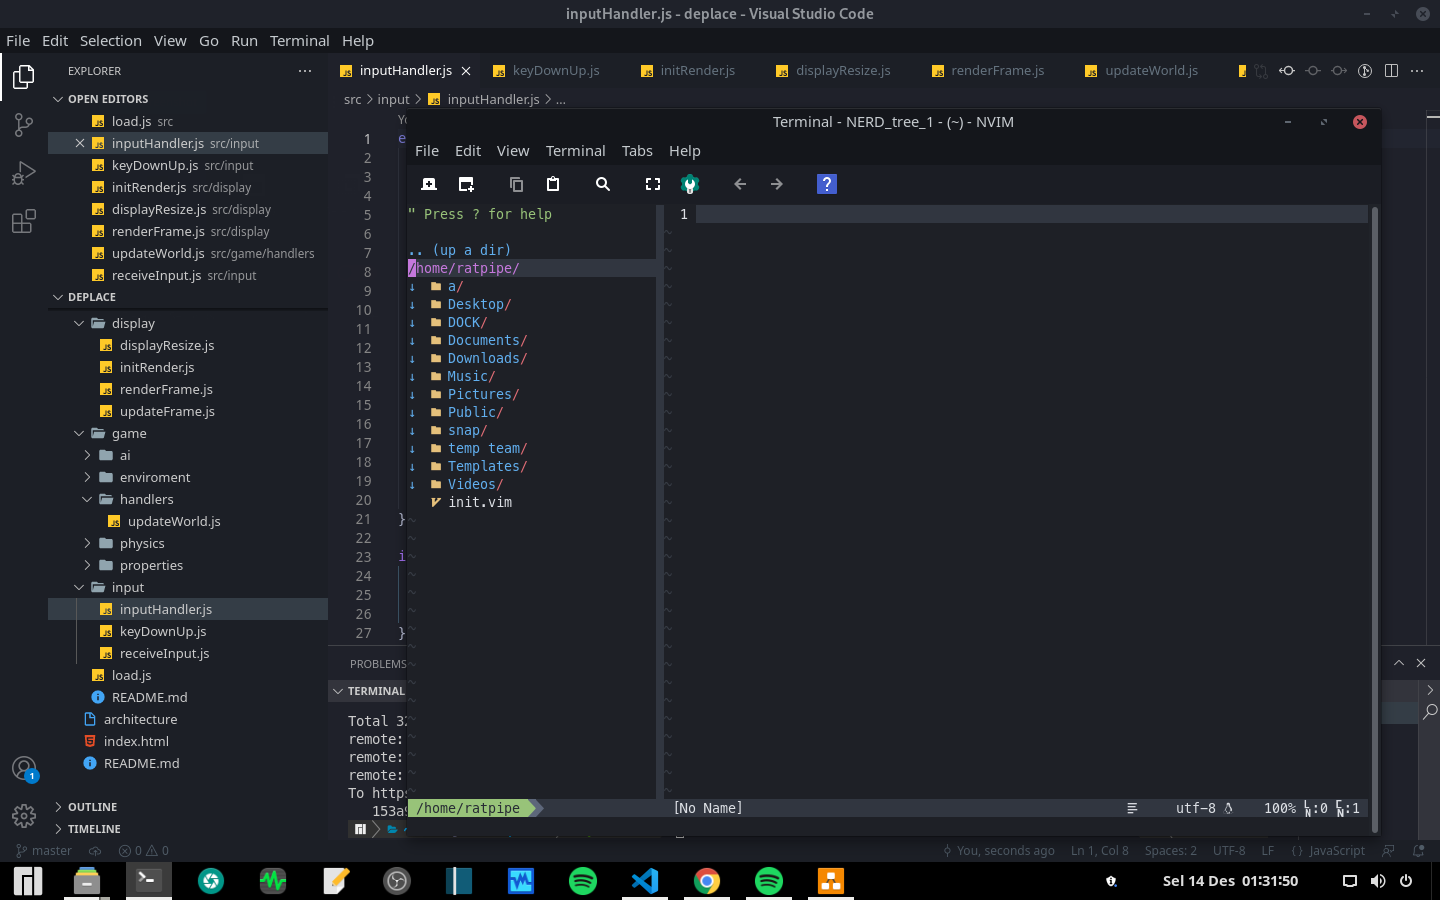 inputHandler.js - deplace - Visual Studio Code
File Edit Selection View Go Run Terminal Help
EXPLORER
OPEN EDITORS
load.js src
inputHandler.js src/input
keyDownUp.js src/input
initRender.js src/display
displayResize.js src/display
renderFrame.js src/display
updateWorld.js src/game/handlers
receiveInput.js src/input
DEPLACE
display
displayResize.js
initRender.js
renderFrame.js
updateFrame.js
game
ai
enviroment
handlers
updateWorld.js
physics
properties
input
inputHandler.js
keyDownUp.js
receiveInput.js
load.js
README.md
architecture
index.html
README.md
OUTLINE
TIMELINE
inputHandler.js keyDownUp.js initRender.js displayResize.js renderFrame.js updateWorld.js
src > input > inputHandler.js > ...
1
2
3
4
5
6
7
8
9
10
11
12
13
14
15
16
17
18
19
20
21 }
22
23 i
24
25
26
27 }
PROBLEMS
TERMINAL
Total 32
remote:
remote:
remote:
To http
153a
Terminal - NERD_tree_1 - (~) - NVIM
File Edit View Terminal Tabs Help
" Press ? for help
.. (up a dir)
/home/ratpipe/
a/
Desktop/
DOCK/
Documents/
Downloads/
Music/
Pictures/
Public/
snap/
temp team/
Templates/
Videos/
init.vim
1
/home/ratpipe
[No Name] utf-8 100% LN:0 CN:1
master 0 0 You, seconds ago Ln 1, Col 8 Spaces: 2 UTF-8 LF {} JavaScript
1
Sel 14 Des 01:31:50